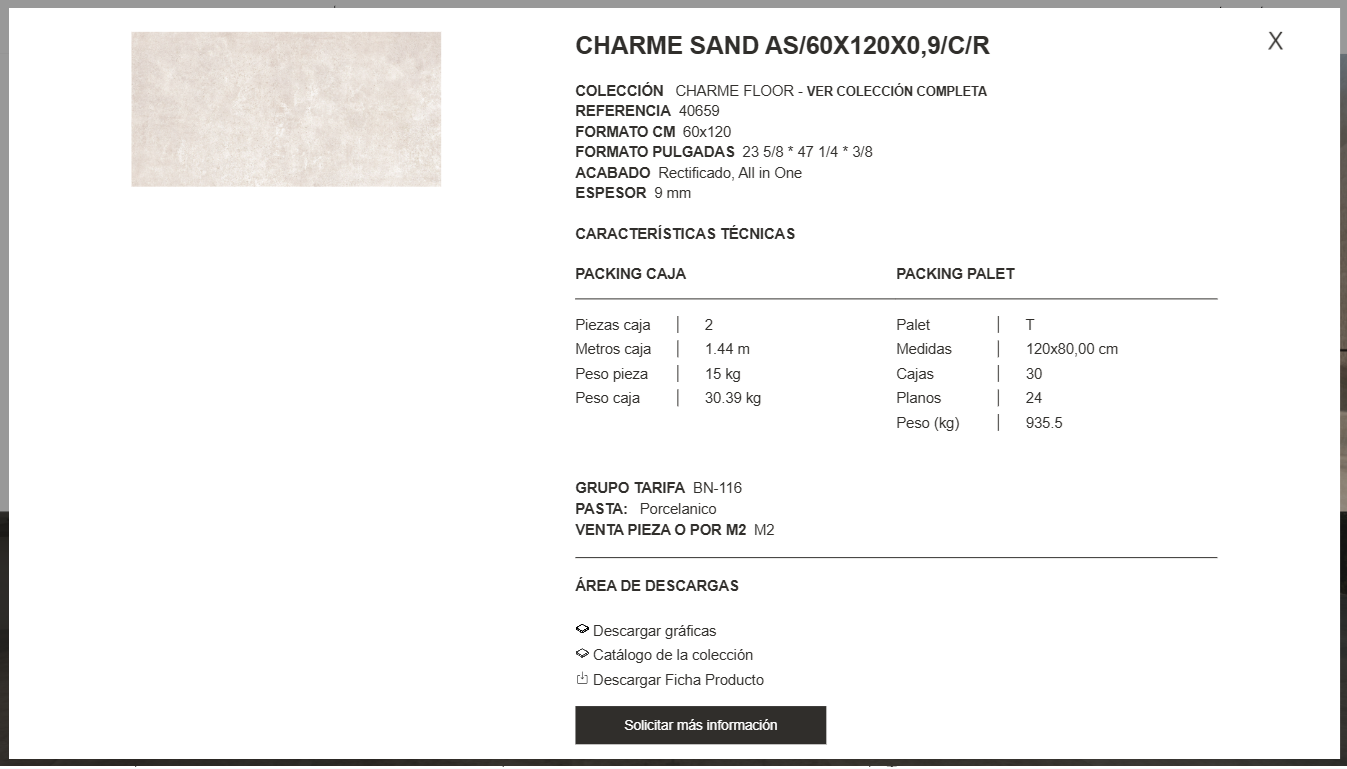 CHARME SAND AS/60X120X0,9/C/R
X
COLECCIÓN CHARME FLOOR - VER COLECCIÓN COMPLETA
REFERENCIA 40659
FORMATO CM 60x120
FORMATO PULGADAS 23 5/8 * 47 1/4 * 3/8
ACABADO Rectificado, All in One
ESPESOR 9 mm
CARACTERÍSTICAS TÉCNICAS
PACKING CAJA
Piezas caja | 2
Metros caja | 1.44 m
Peso pieza | 15 kg
Peso caja | 30.39 kg
PACKING PALET
Palet | T
Medidas | 120x80,00 cm
Cajas | 30
Planos | 24
Peso (kg) | 935.5
GRUPO TARIFA BN-116
PASTA: Porcelanico
VENTA PIEZA O POR M2 M2
ÁREA DE DESCARGAS
Descargar gráficas
Catálogo de la colección
Descargar Ficha Producto
Solicitar más información